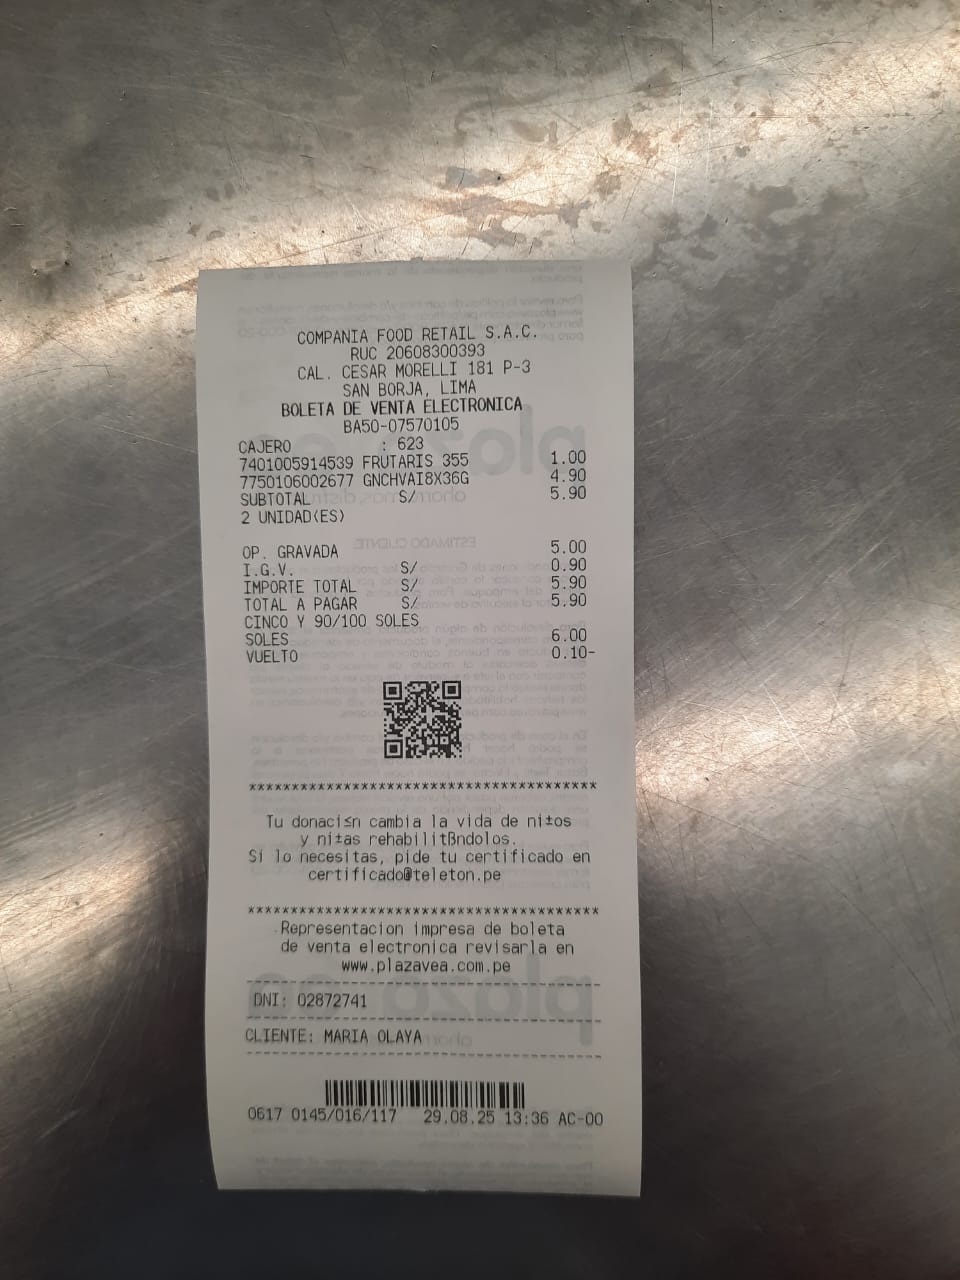 COMPANIA FOOD RETAIL S.A.C.
RUC 20608300393
CAL. CESAR MORELLI 181 P-3
SAN BORJA, LIMA
BOLETA DE VENTA ELECTRONICA
BA50-07570105
CAJERO : 623
7401005914539 FRUTARIS 355 1.00
7750106002677 GNCHVAI8X36G 4.90
SUBTOTAL S/ 5.90
2 UNIDAD(ES)
OP. GRAVADA 5.00
I.G.V. S/ 0.90
IMPORTE TOTAL S/ 5.90
TOTAL A PAGAR S/ 5.90
CINCO Y 90/100 SOLES
SOLES 6.00
VUELTO 0.10-
*****************************************
Tu donaci≤n cambia la vida de ni±os
y ni±as rehabilitßndolos.
Si lo necesitas, pide tu certificado en
certificado@teleton.pe
*****************************************
Representacion impresa de boleta
de venta electronica revisarla en
www.plazavea.com.pe
DNI: 02872741
CLIENTE: MARIA OLAYA
0617 0145/016/117 29.08.25 13:36 AC-00